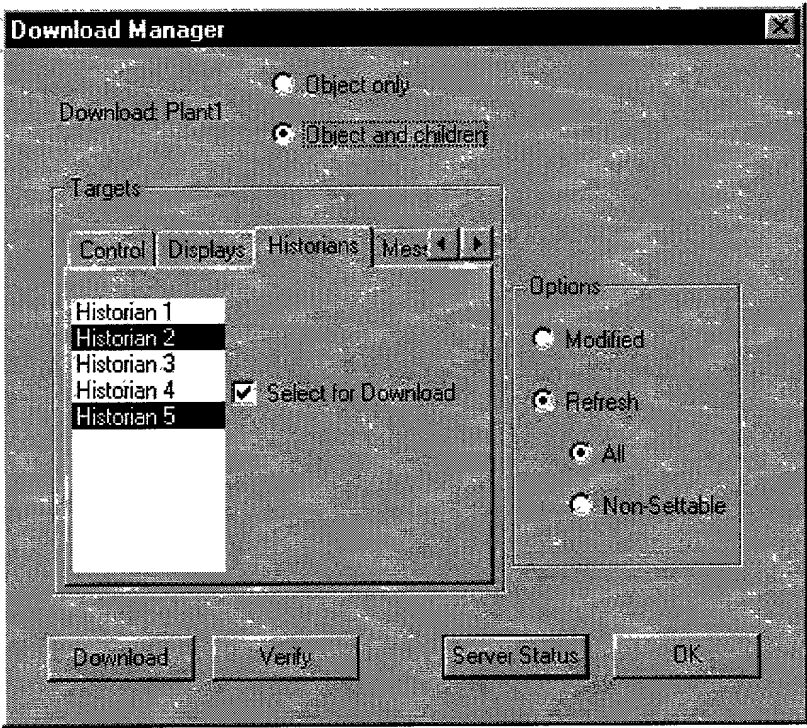 Download Manager
Object only
Download: Plant1
Object and children
Targets
Control Displays Historians Mess
Historian 1
Historian 2
Historian 3
Historian 4
Historian 5
Select for Download
Options
Modified
Refresh
All
Non-Settable
Download Verify Server Status OK